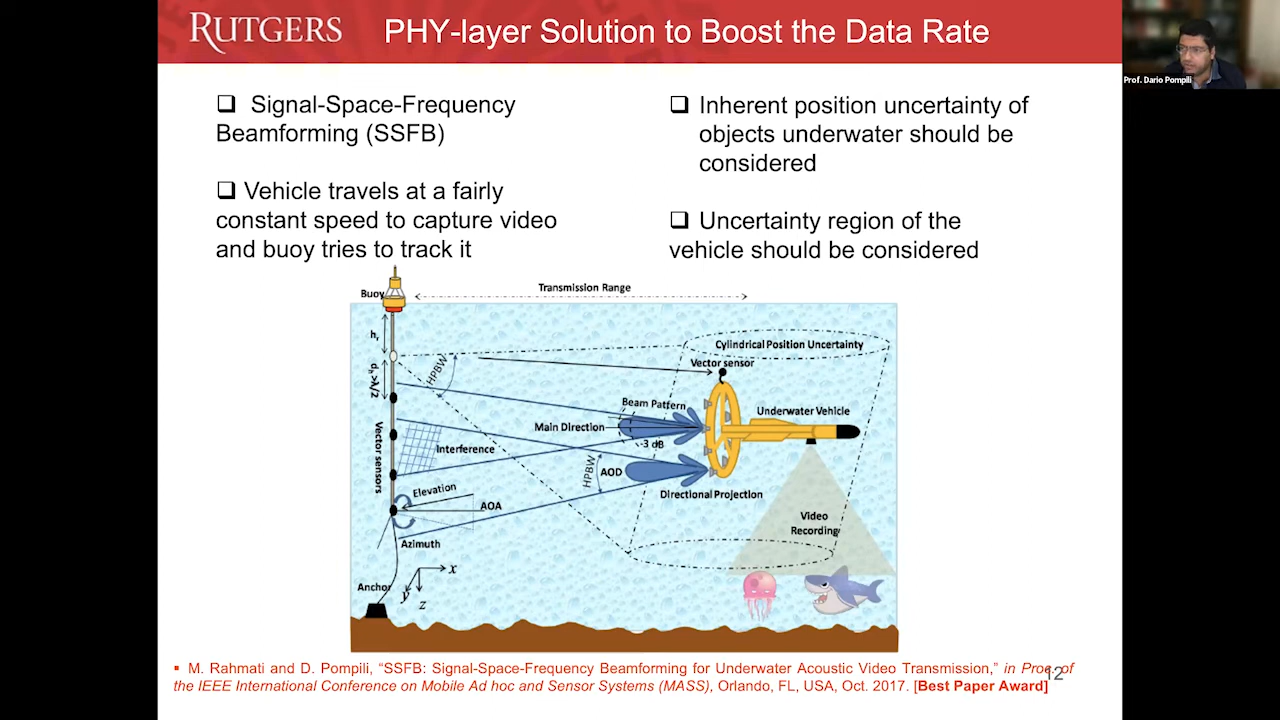 RUTGERS
PHY-layer Solution to Boost the Data Rate
Prof. Dario Pompili
❑ Signal-Space-Frequency
Beamforming (SSFB)
❑ Vehicle travels at a fairly
constant speed to capture video
and buoy tries to track it
❑ Inherent position uncertainty of
objects underwater should be
considered
❑ Uncertainty region of the
vehicle should be considered
Transmission Range
Buoy
hr
Cylindrical Position Uncertainty
Vector sensor
HPBW
dh>λ/2
Beam Pattern
Underwater Vehicle
Main Direction
-3 dB
Vector sensors
Interference
HPBW
AOD
Elevation
Directional Projection
AOA
Video
Recording
Azimuth
x
Anchor
y
z
▪ M. Rahmati and D. Pompili, “SSFB: Signal-Space-Frequency Beamforming for Underwater Acoustic Video Transmission,” in Proc. of
the IEEE International Conference on Mobile Ad hoc and Sensor Systems (MASS), Orlando, FL, USA, Oct. 2017. [Best Paper Award]
12